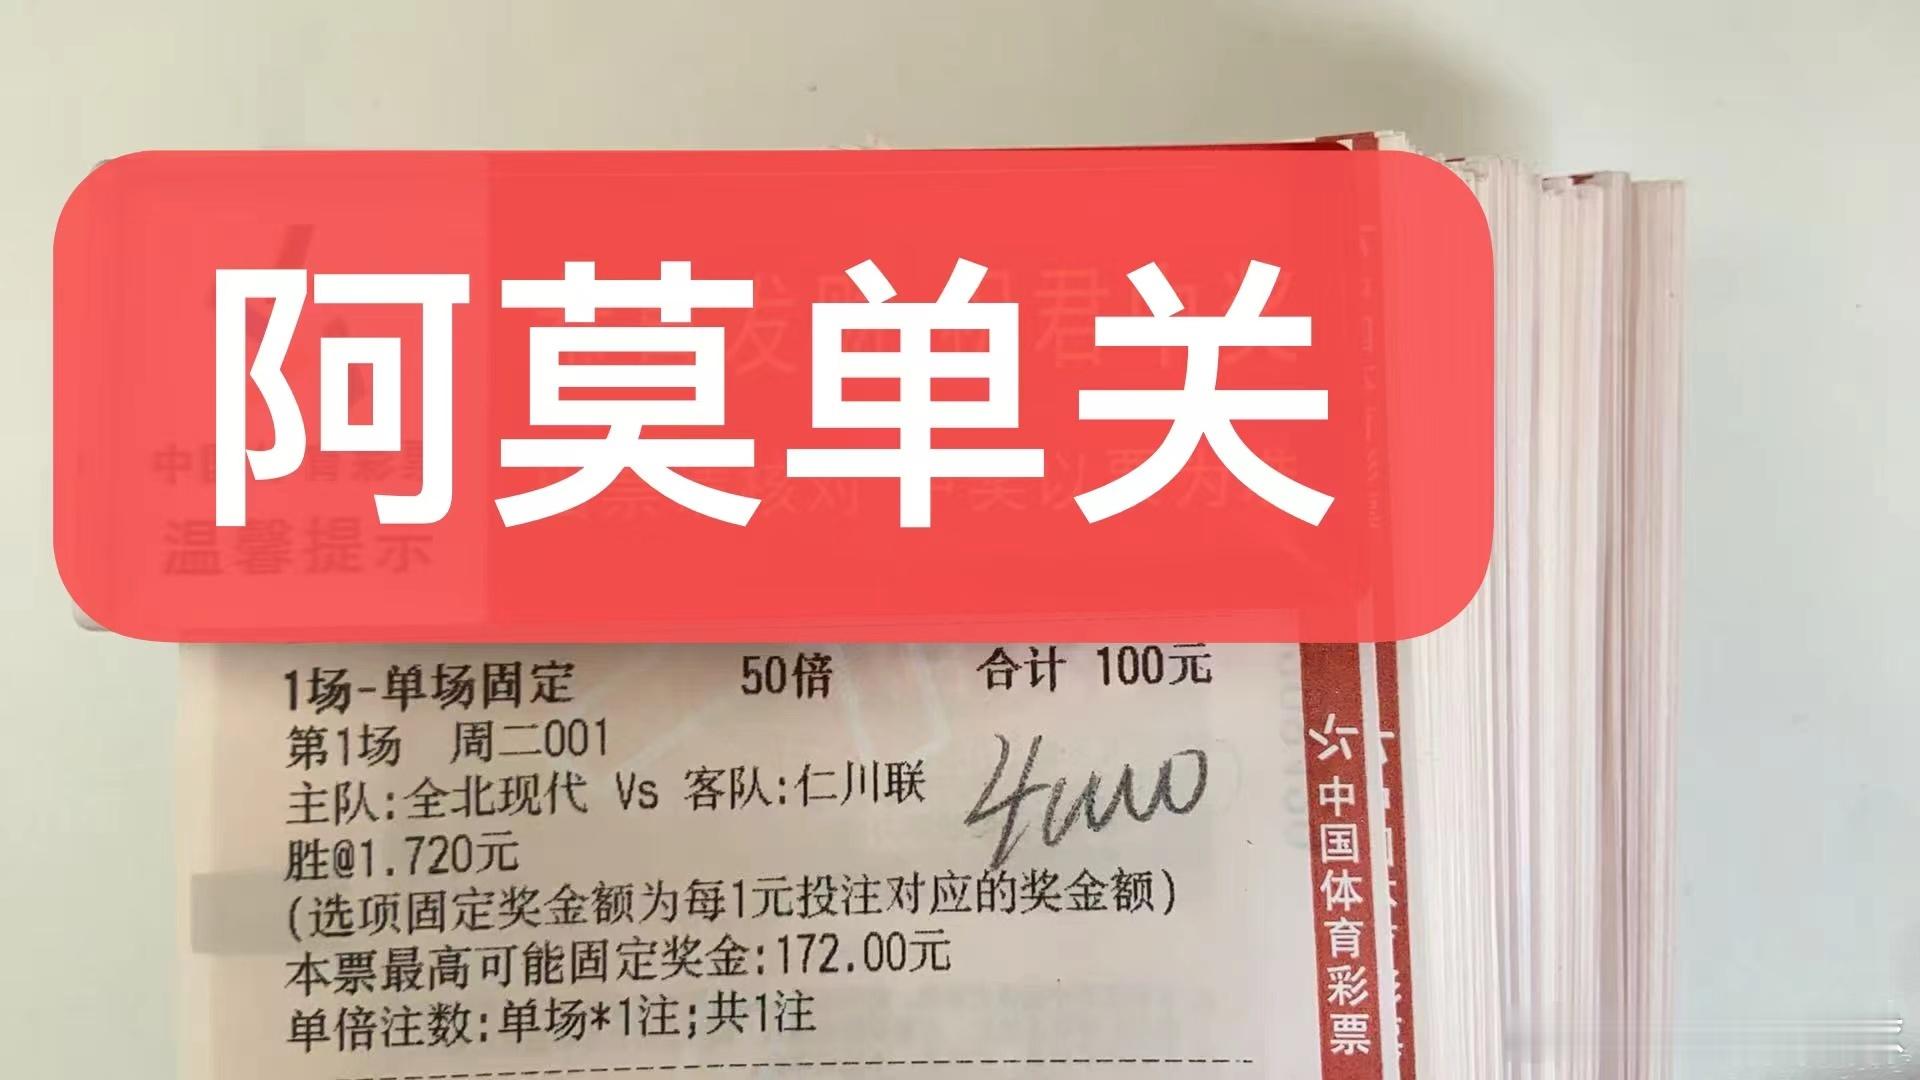 阿莫单关
温馨提示
1场-单场固定 50倍 合计 100元
第1场 周二001
主队:全北现代 Vs 客队:仁川联
胜@1.720元
(选项固定奖金额为每1元投注对应的奖金额)
本票最高可能固定奖金:172.00元
单倍注数:单场*1注;共1注
中国体育彩票